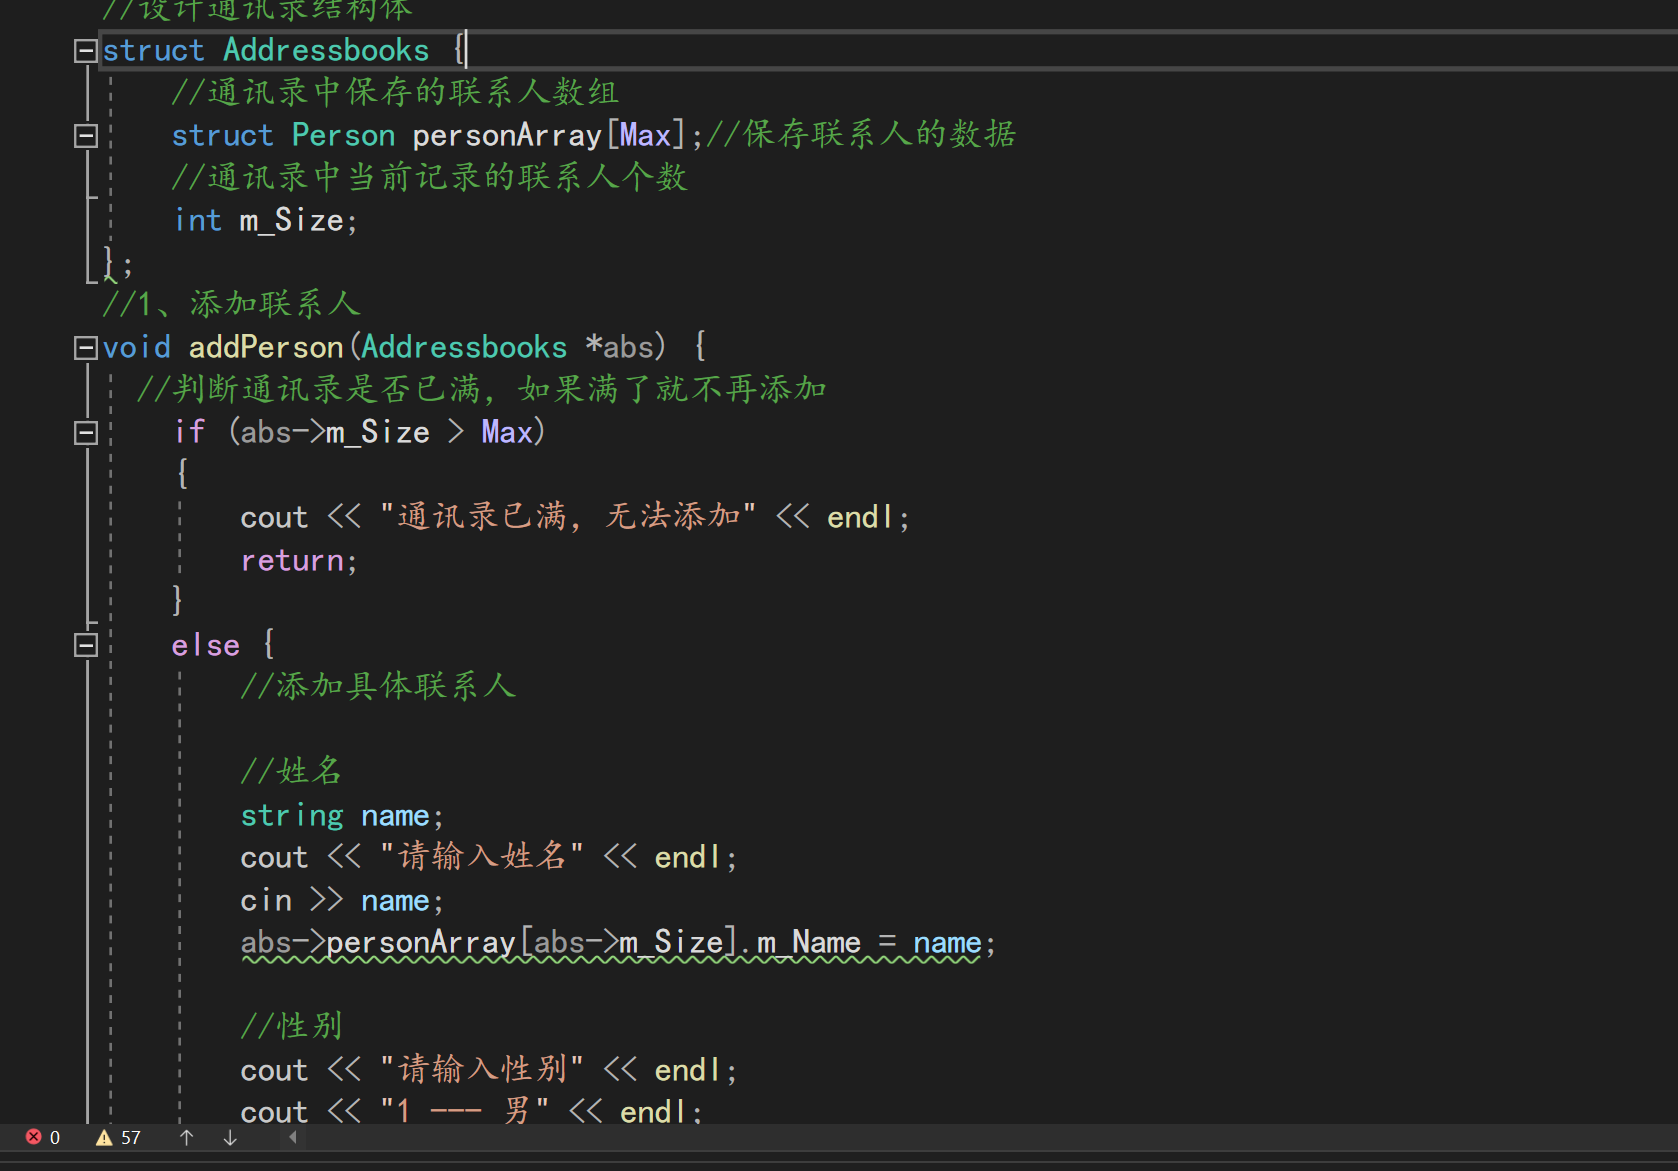 //设计通讯录结构体
struct Addressbooks {
//通讯录中保存的联系人数组
struct Person personArray[Max];//保存联系人的数据
//通讯录中当前记录的联系人个数
int m_Size;
};
//1、添加联系人
void addPerson(Addressbooks *abs) {
//判断通讯录是否已满，如果满了就不再添加
if (abs->m_Size > Max)
{
cout << "通讯录已满，无法添加" << endl;
return;
}
else {
//添加具体联系人
//姓名
string name;
cout << "请输入姓名" << endl;
cin >> name;
abs->personArray[abs->m_Size].m_Name = name;
//性别
cout << "请输入性别" << endl;
cout << "1 --- 男" << endl;
0 57